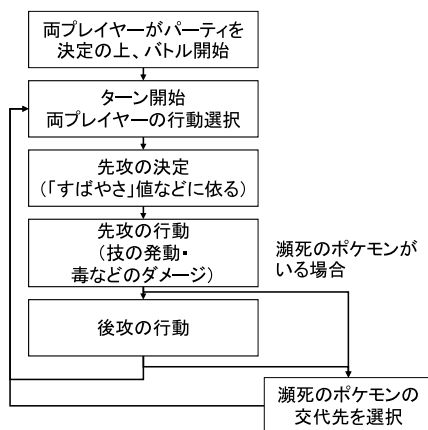 両プレイヤーがパーティを
決定の上、バトル開始
ターン開始
両プレイヤーの行動選択
先攻の決定
(「すばやさ」値などに依る)
先攻の行動
(技の発動・
毒などのダメージ)
瀕死のポケモンが
いる場合
後攻の行動
瀕死のポケモンの
交代先を選択